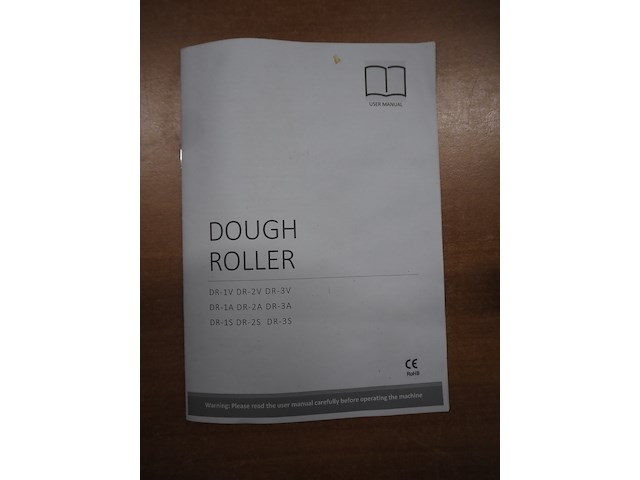 USER MANUAL
DOUGH
ROLLER
DR-1V DR-2V DR-3V
DR-1A DR-2A DR-3A
DR-1S DR-2S DR-3S
CE
RoHS
Warning: Please read the user manual carefully before operating the machine